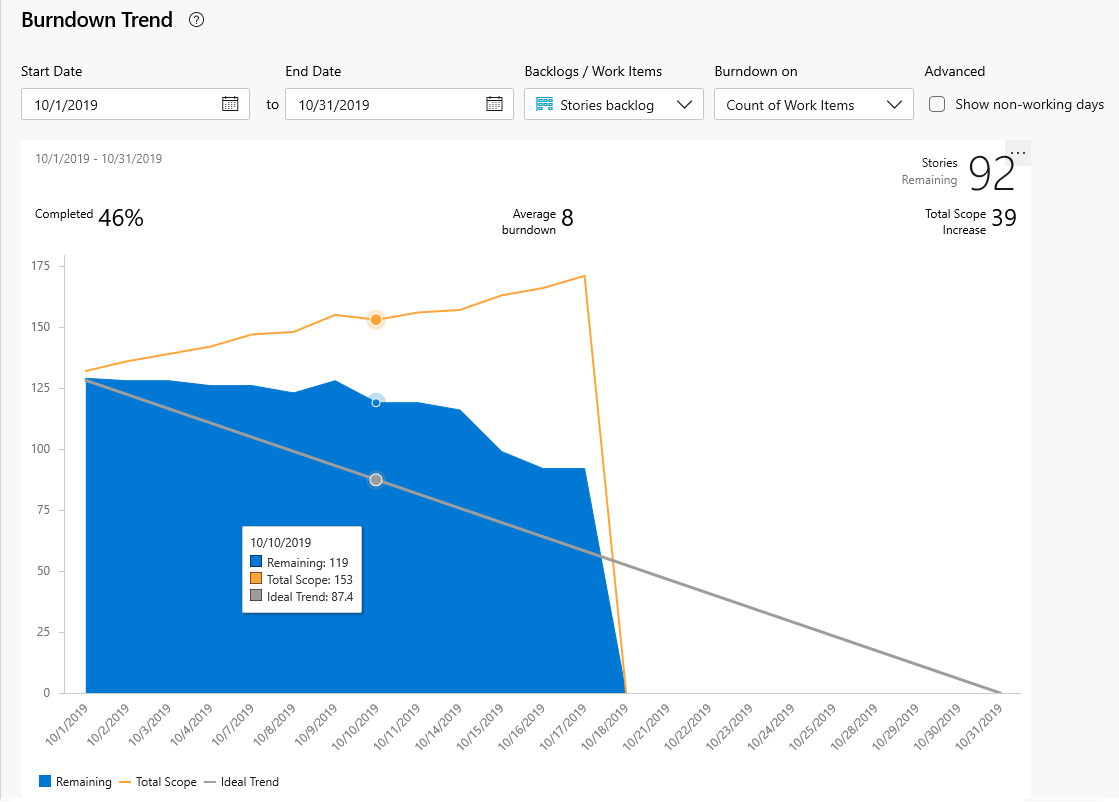 Burndown Trend ?
Start Date
End Date
Backlogs / Work Items
Burndown on
Advanced
10/1/2019
to
10/31/2019
Stories backlog
Count of Work Items
Show non-working days
10/1/2019 - 10/31/2019
...
Stories
Remaining
92
Completed 46%
Average
burndown
8
Total Scope
Increase
39
175
150
125
100
75
50
25
0
10/10/2019
Remaining: 119
Total Scope: 153
Ideal Trend: 87.4
10/1/2019
10/2/2019
10/3/2019
10/4/2019
10/7/2019
10/8/2019
10/9/2019
10/10/2019
10/11/2019
10/14/2019
10/15/2019
10/16/2019
10/17/2019
10/18/2019
10/21/2019
10/22/2019
10/23/2019
10/24/2019
10/25/2019
10/28/2019
10/29/2019
10/30/2019
10/31/2019
Remaining
Total Scope
Ideal Trend